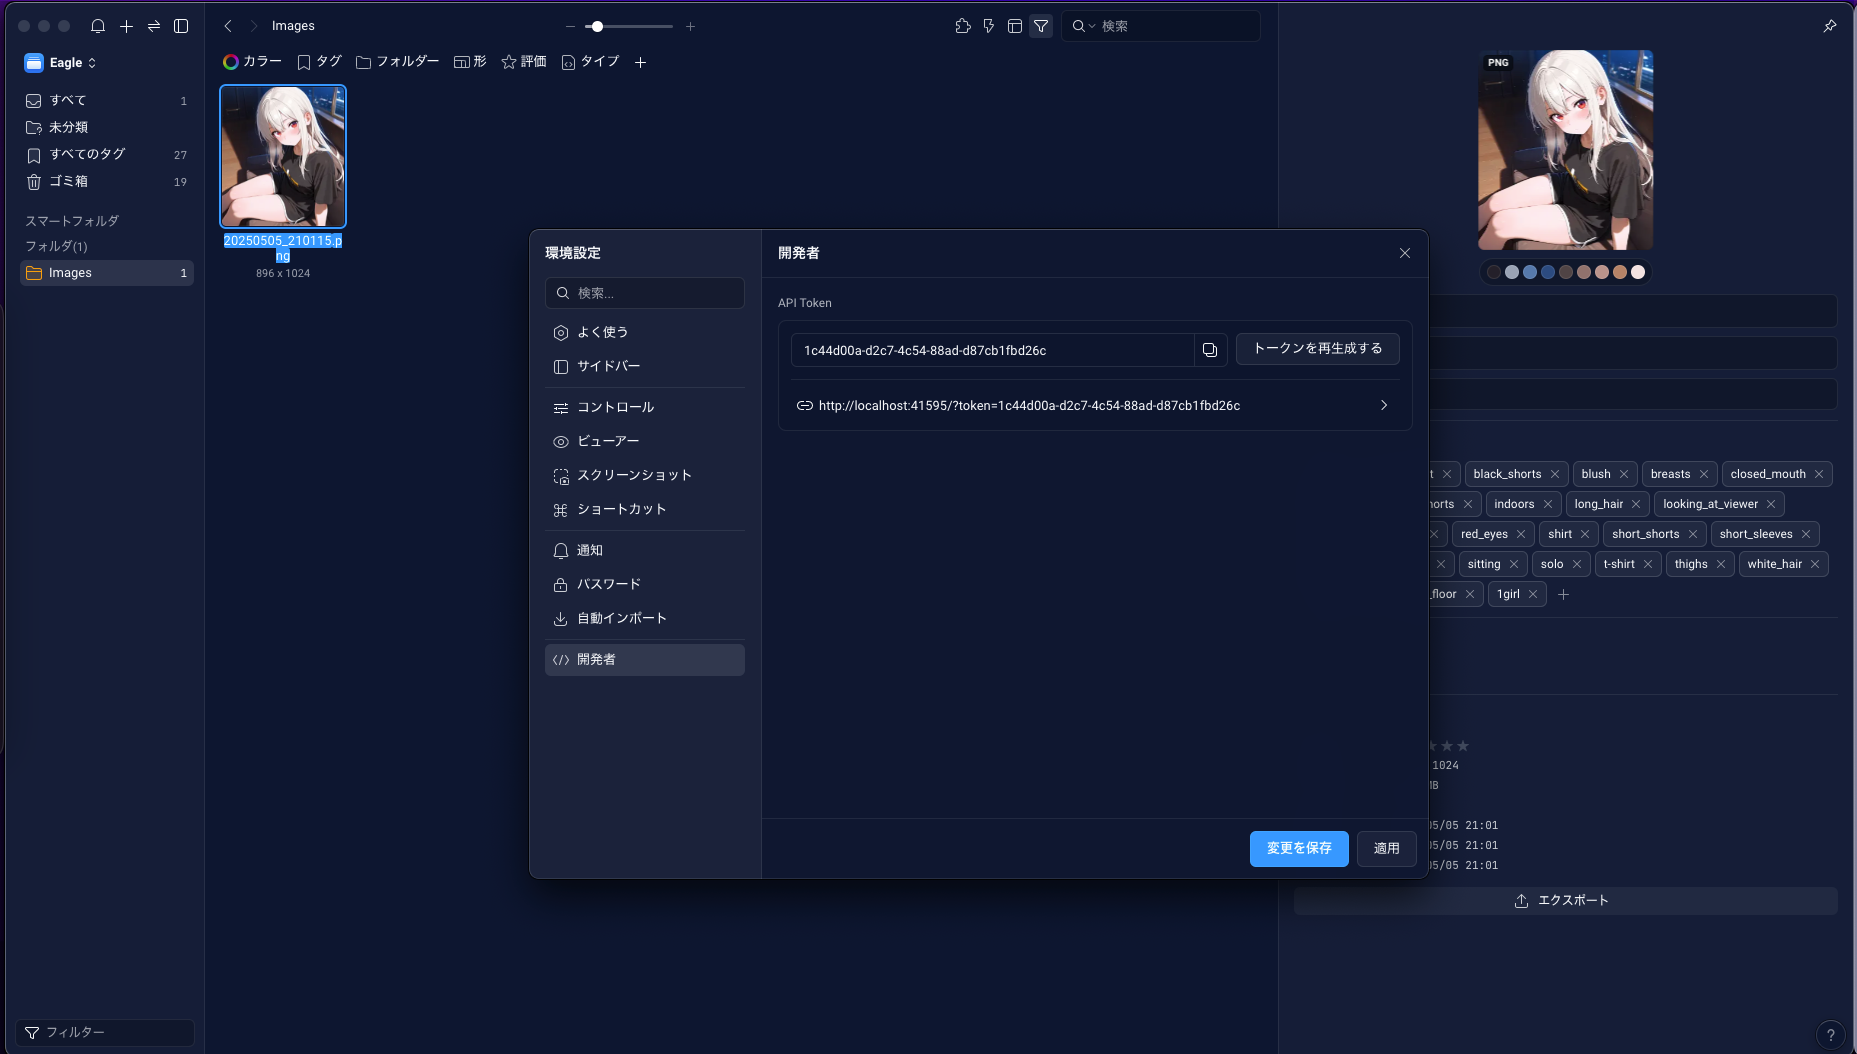 Images
検索
Eagle
カラー
タグ
フォルダー
形
評価
タイプ
すべて 1
未分類
すべてのタグ 27
ゴミ箱 19
スマートフォルダ
フォルダ(1)
Images 1
20250505_210115.p
ng
896 x 1024
フィルター
環境設定
検索...
よく使う
サイドバー
コントロール
ビューアー
スクリーンショット
ショートカット
通知
パスワード
自動インポート
開発者
開発者
API Token
1c44d00a-d2c7-4c54-88ad-d87cb1fbd26c
トークンを再生成する
http://localhost:41595/?token=1c44d00a-d2c7-4c54-88ad-d87cb1fbd26c
変更を保存
適用
PNG
t black_shorts blush breasts closed_mouth
horts indoors long_hair looking_at_viewer
red_eyes shirt short_shorts short_sleeves
sitting solo t-shirt thighs white_hair
_floor 1girl
1024
MB
05/05 21:01
05/05 21:01
05/05 21:01
エクスポート
?